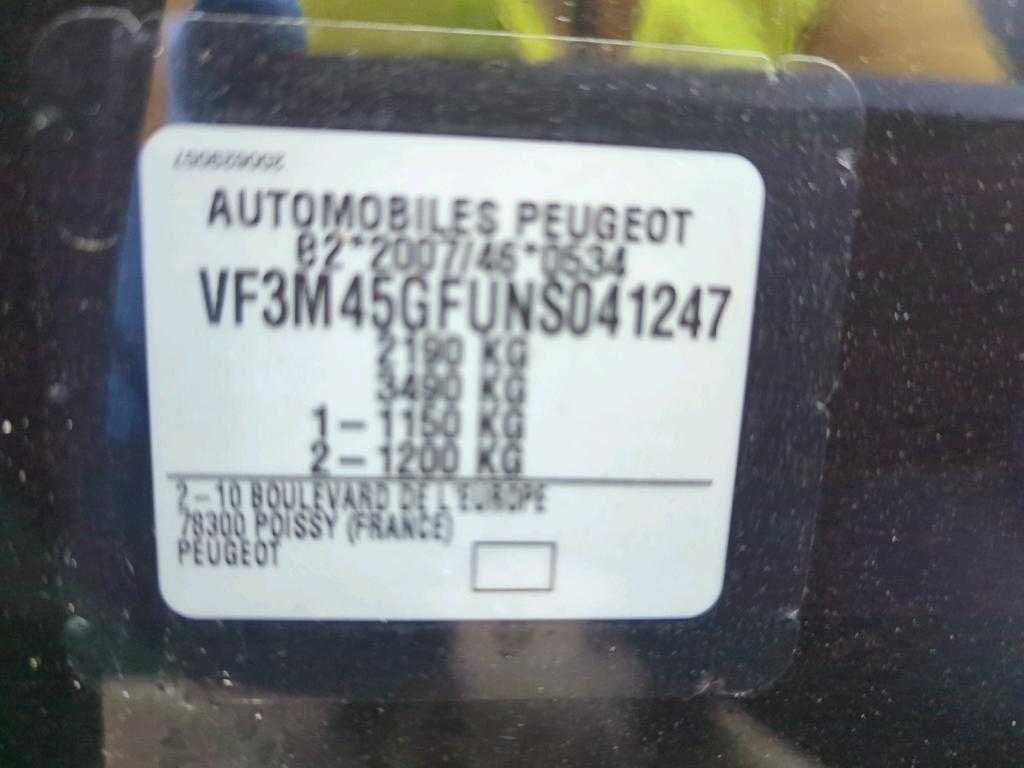 2006629067
AUTOMOBILES PEUGEOT
e2*2007/46*0534
VF3M45GFUNS041247
2190 KG
3490 KG
1 – 1150 KG
2 – 1200 KG
2 – 10 BOULEVARD DE L'EUROPE
78300 POISSY (FRANCE)
PEUGEOT